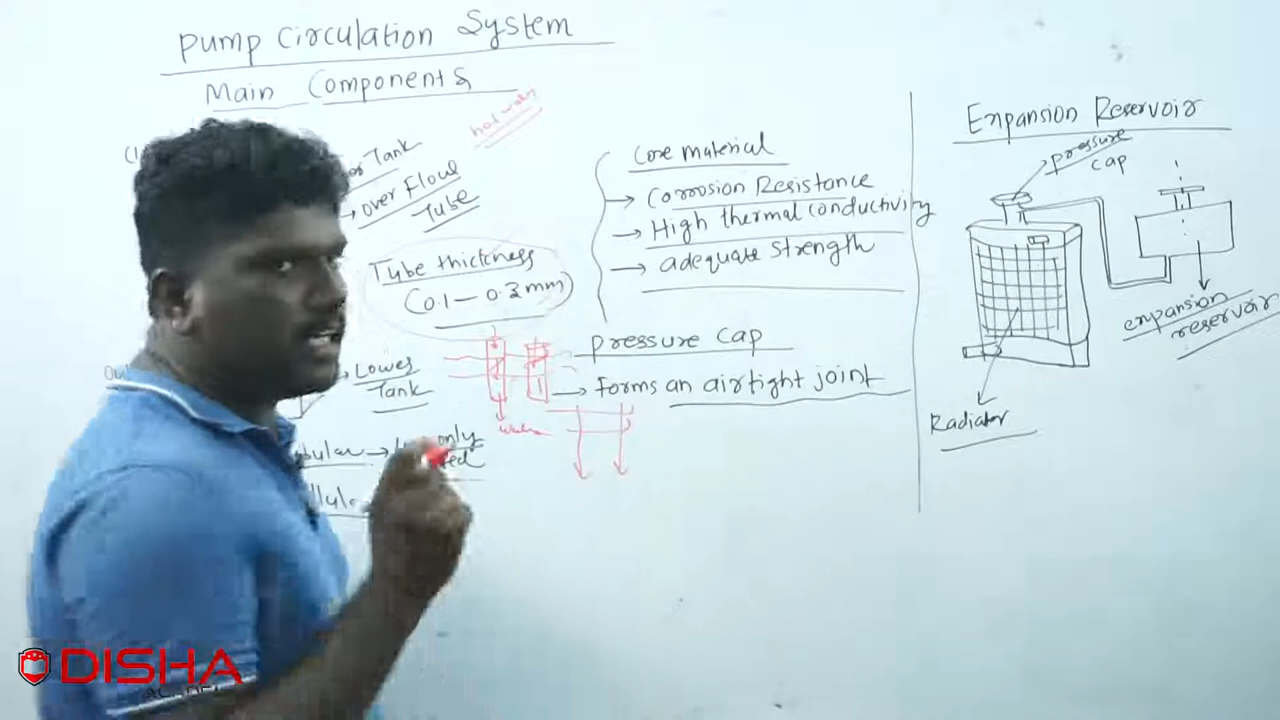 Pump Circulation System
Main Components
hot water
Tank
→ over Flow
Tube
Tube thickness
(0.1 — 0.3 mm)
Lower
Tank
only
Core material
→ Corrosion Resistance
→ High thermal conductivity
→ adequate strength
pressure cap
→ forms an airtight joint
Expansion Reservoir
pressure
cap
expansion
reservoir
Radiator
DISHA